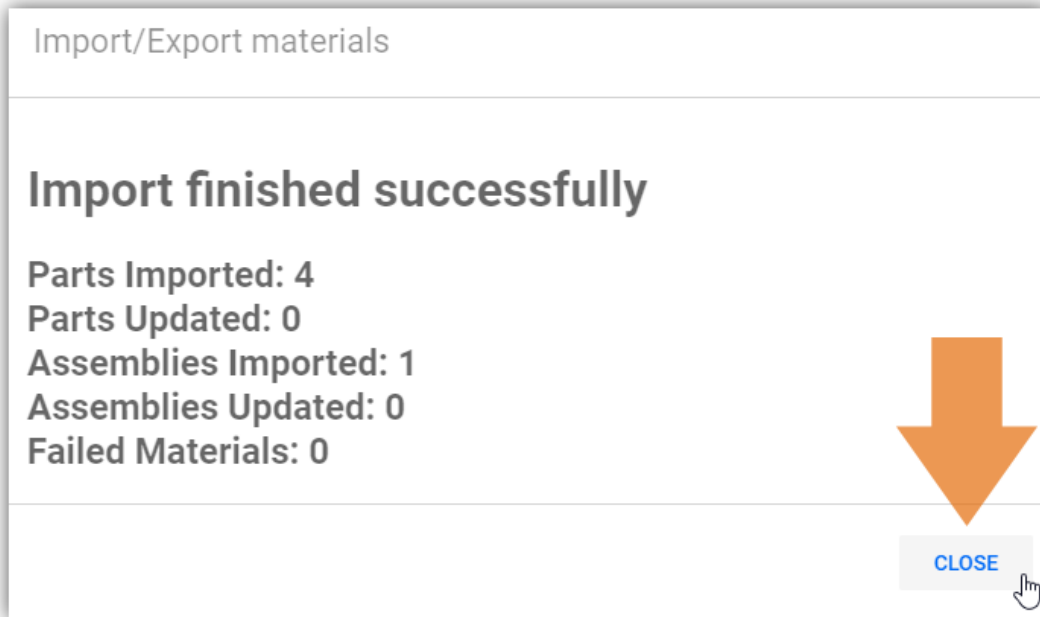 Import/Export materials
Import finished successfully
Parts Imported: 4
Parts Updated: 0
Assemblies Imported: 1
Assemblies Updated: 0
Failed Materials: 0
CLOSE